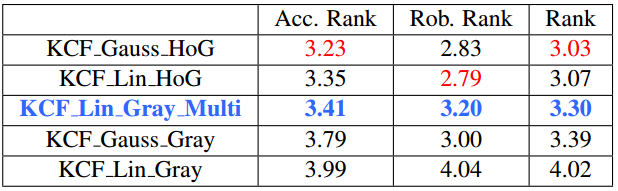 Acc. Rank Rob. Rank Rank
KCF_Gauss_HoG 3.23 2.83 3.03
KCF_Lin_HoG 3.35 2.79 3.07
KCF_Lin_Gray_Multi 3.41 3.20 3.30
KCF_Gauss_Gray 3.79 3.00 3.39
KCF_Lin_Gray 3.99 4.04 4.02